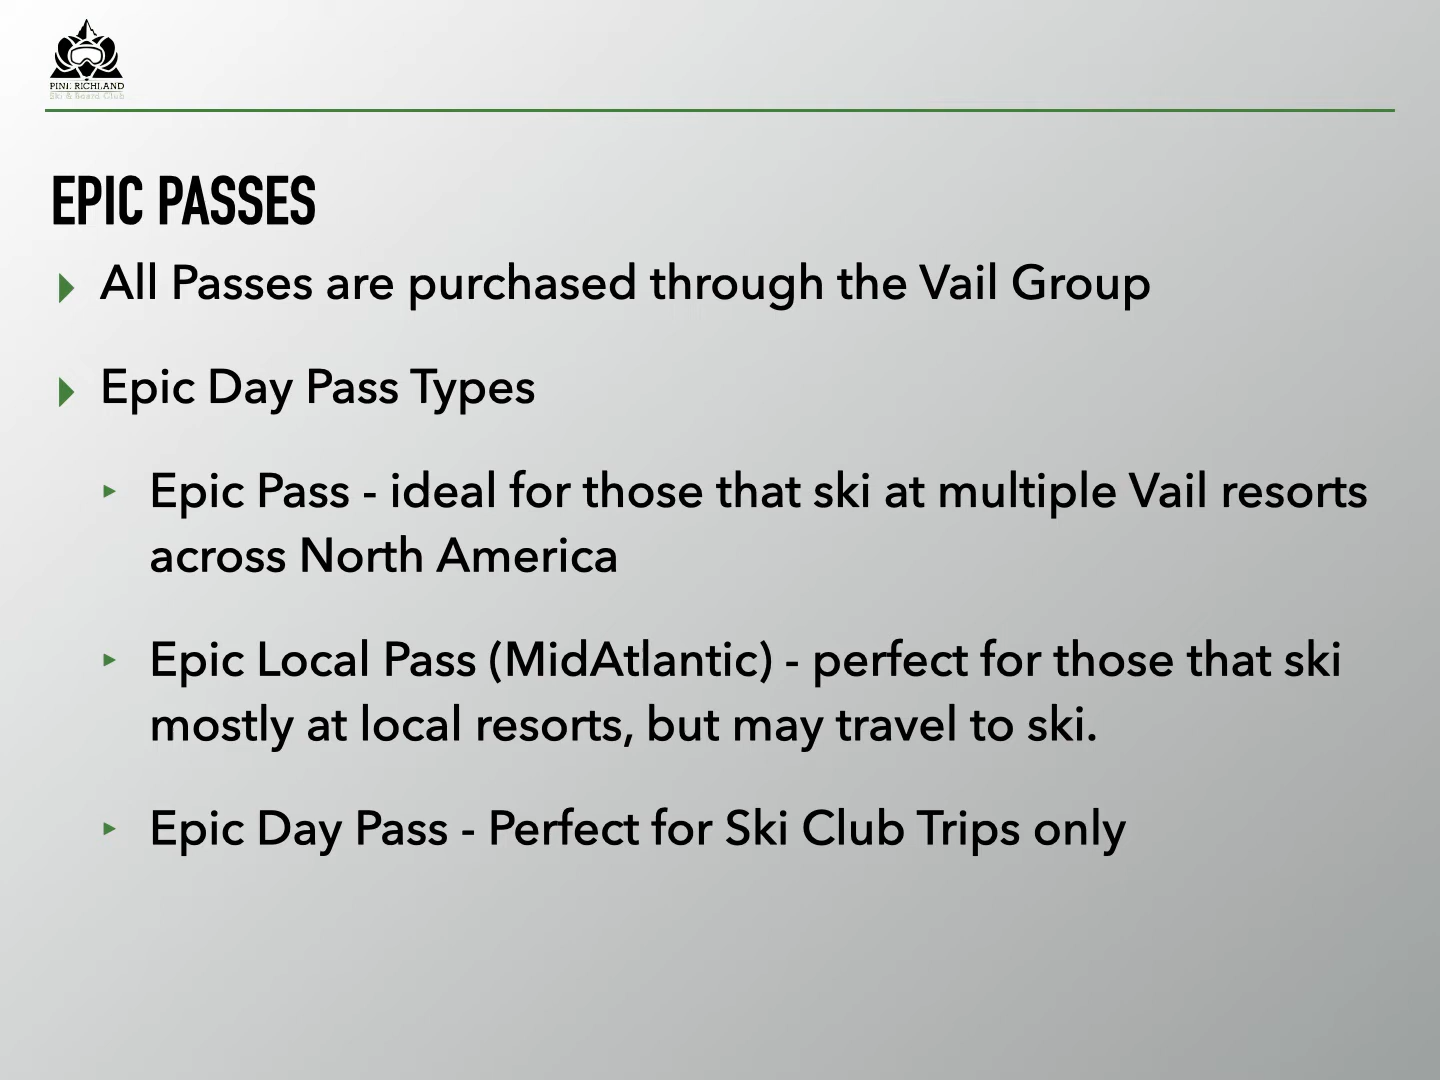 PINE RICHLAND
Ski & Board Club
EPIC PASSES
All Passes are purchased through the Vail Group
Epic Day Pass Types
Epic Pass - ideal for those that ski at multiple Vail resorts
across North America
Epic Local Pass (MidAtlantic) - perfect for those that ski
mostly at local resorts, but may travel to ski.
Epic Day Pass - Perfect for Ski Club Trips only